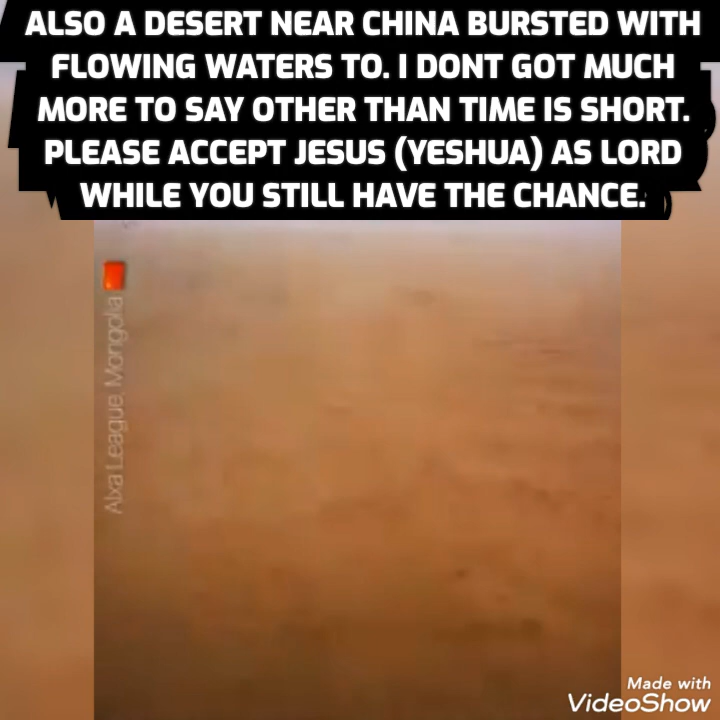 ALSO A DESERT NEAR CHINA BURSTED WITH
FLOWING WATERS TO. I DONT GOT MUCH
MORE TO SAY OTHER THAN TIME IS SHORT.
PLEASE ACCEPT JESUS (YESHUA) AS LORD
WHILE YOU STILL HAVE THE CHANCE.
Alxa League, Mongolia
Made with
VideoShow